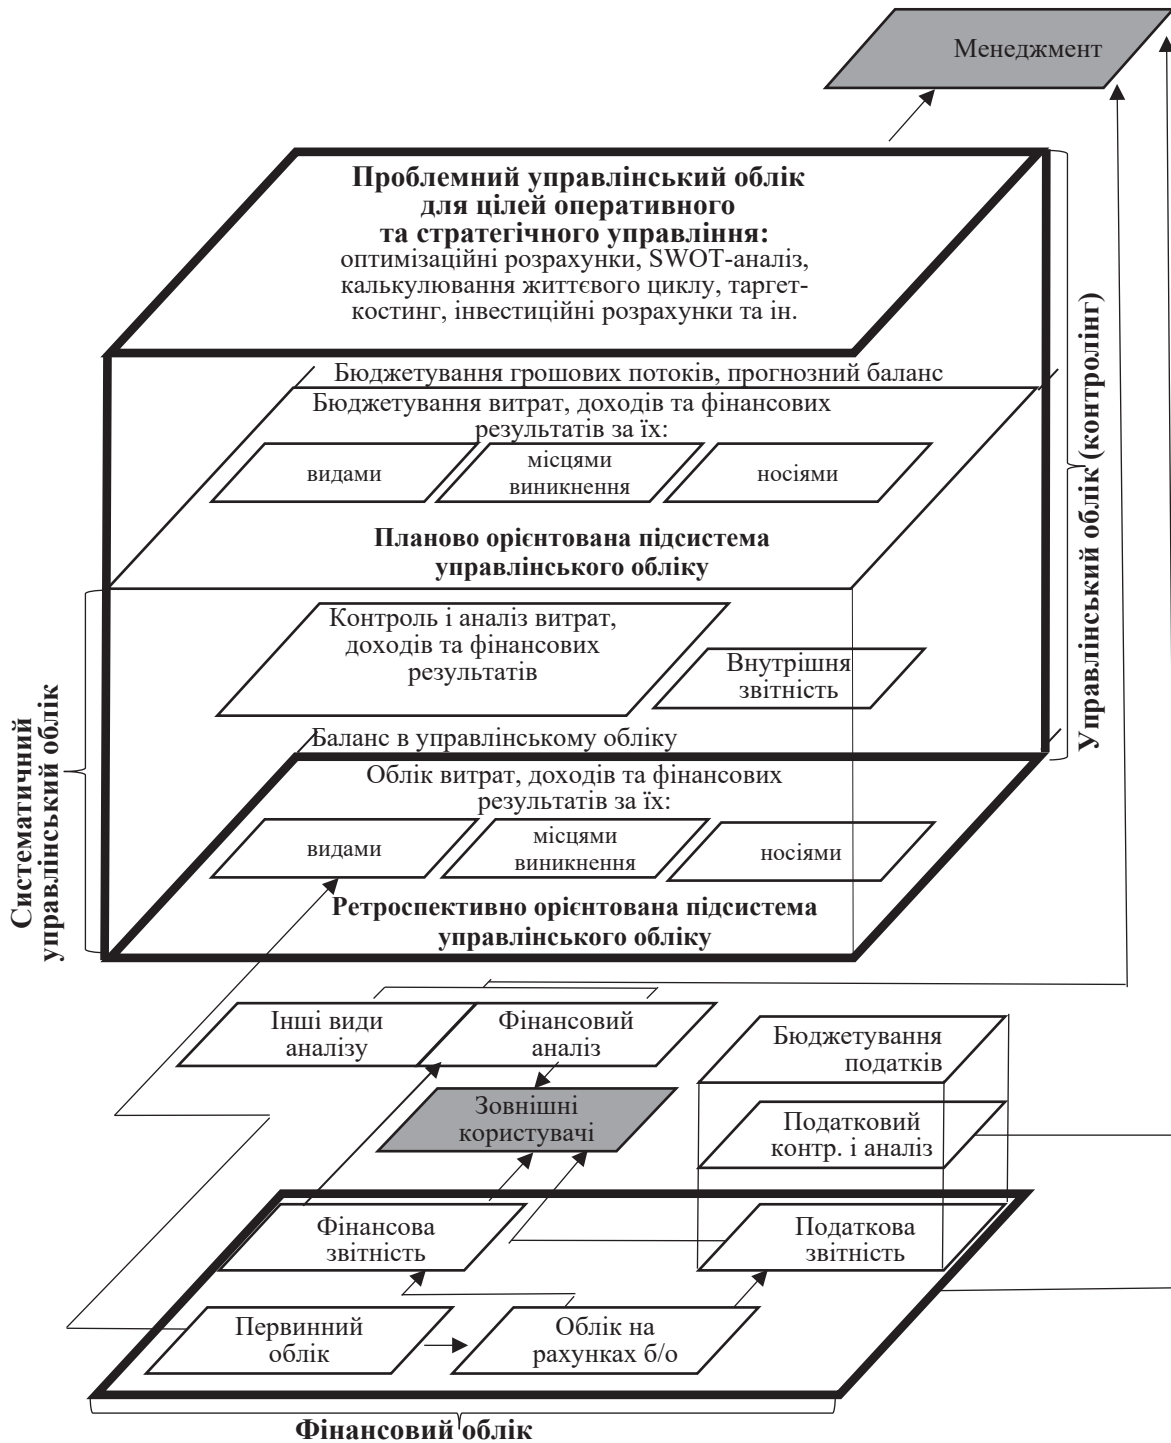 Менеджмент
Проблемний управлінський облік
для цілей оперативного
та стратегічного управління:
оптимізаційні розрахунки, SWOT-аналіз,
калькулювання життєвого циклу, таргет-
костинг, інвестиційні розрахунки та ін.
Управлінський облік (контролінг)
Бюджетування грошових потоків, прогнозний баланс
Бюджетування витрат, доходів та фінансових
результатів за їх:
видами
місцями
виникнення
носіями
Планово орієнтована підсистема
управлінського обліку
Контроль і аналіз витрат,
доходів та фінансових
результатів
Внутрішня
звітність
Систематичний
управлінський облік
Баланс в управлінському обліку
Облік витрат, доходів та фінансових
результатів за їх:
видами
місцями
виникнення
носіями
Ретроспективно орієнтована підсистема
управлінського обліку
Інші види
аналізу
Фінансовий
аналіз
Бюджетування
податків
Зовнішні
користувачі
Податковий
контр. і аналіз
Фінансова
звітність
Податкова
звітність
Первинний
облік
Облік на
рахунках б/о
Фінансовий облік